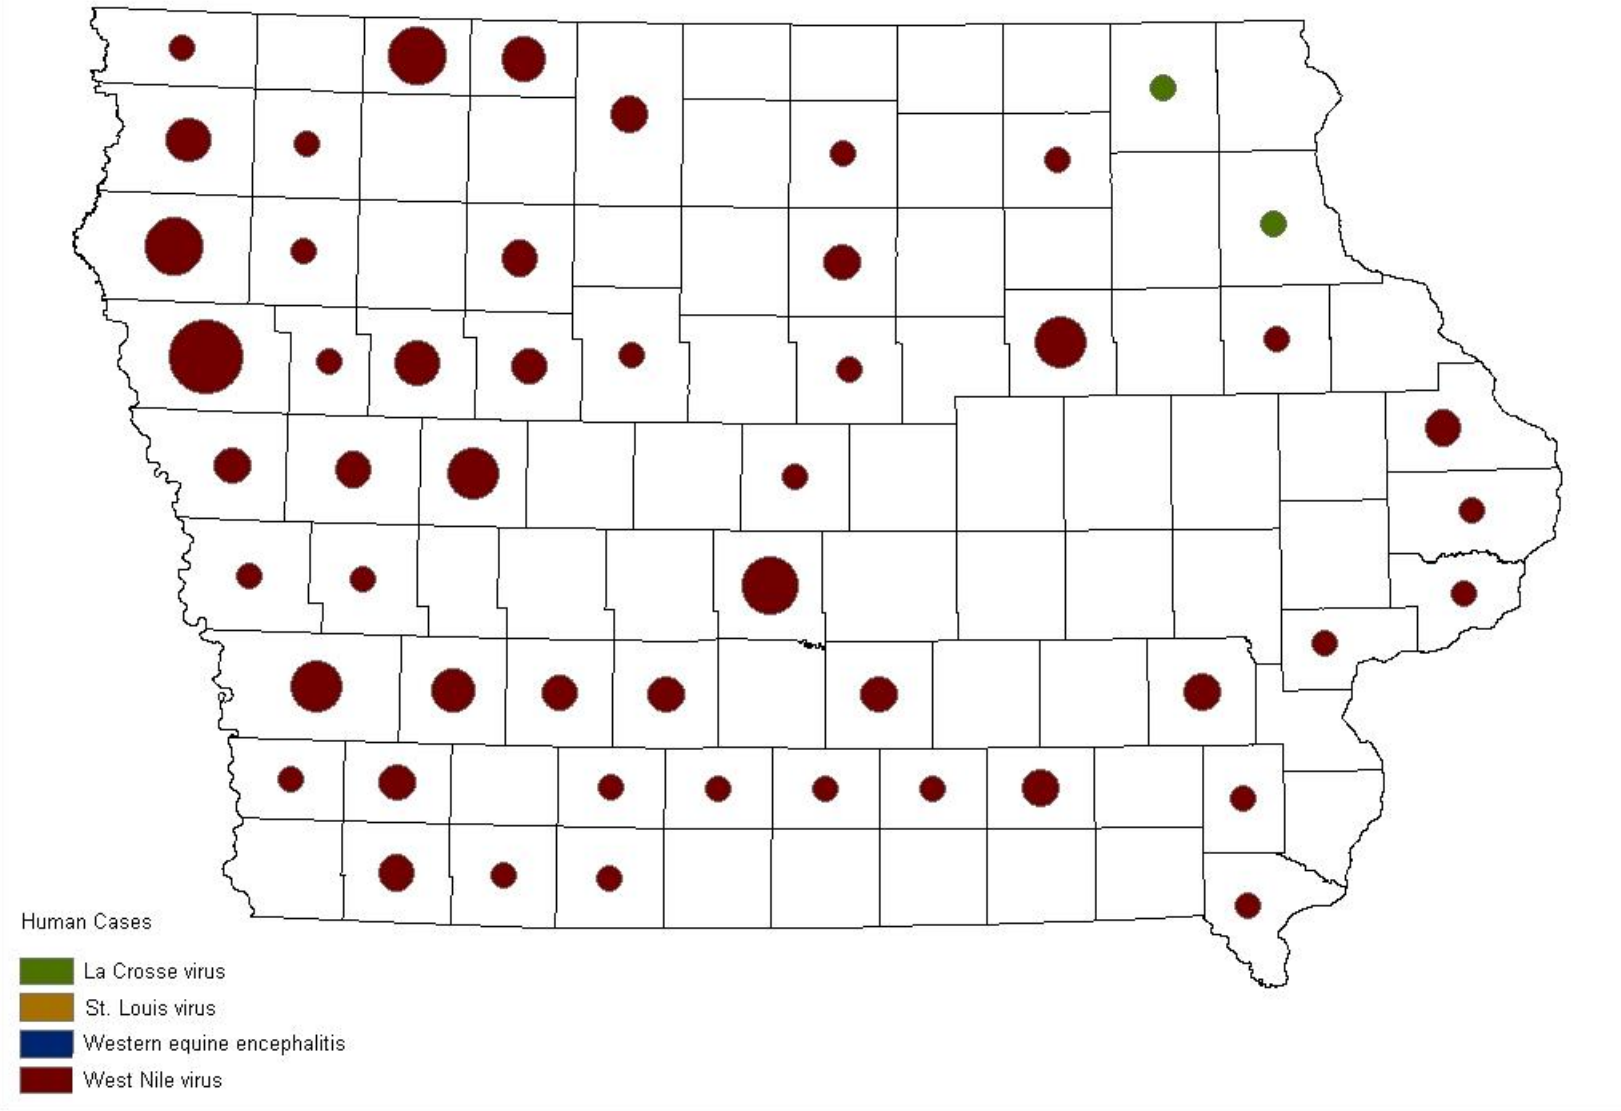 Human Cases
La Crosse virus
St. Louis virus
Western equine encephalitis
West Nile virus